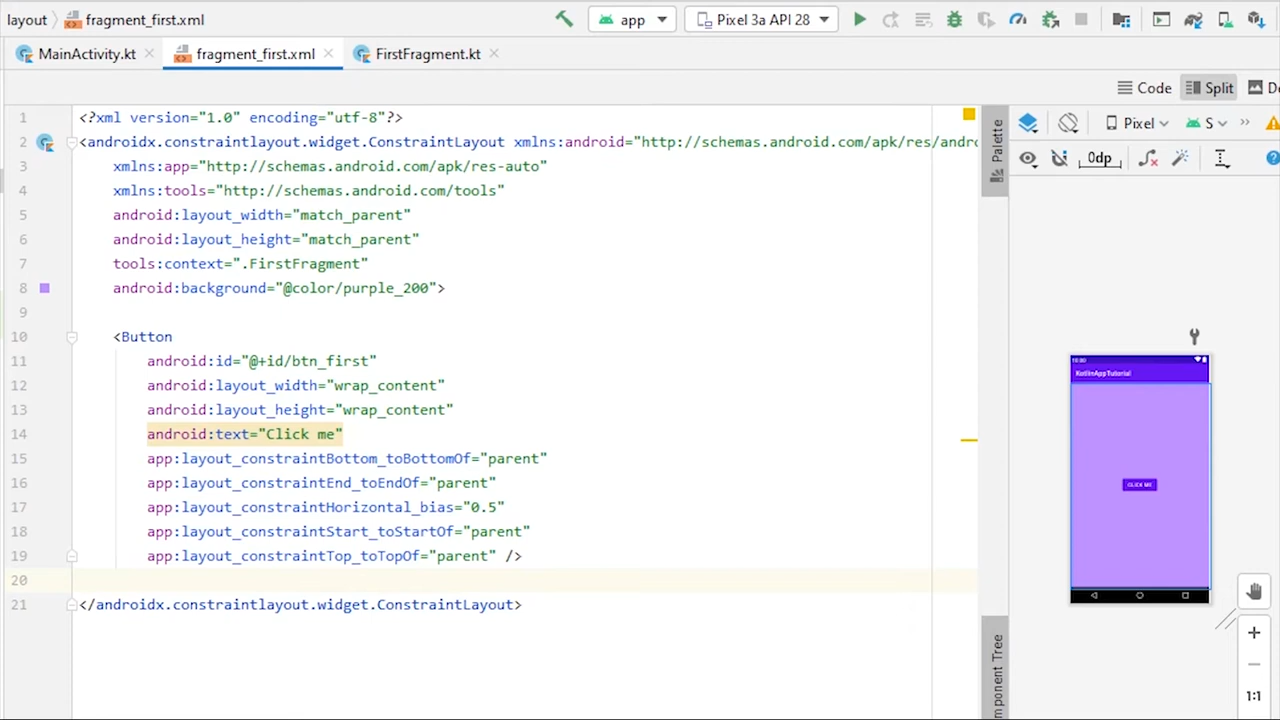 layout fragment_first.xml app Pixel 3a API 28
MainActivity.kt fragment_first.xml FirstFragment.kt
Code Split De
1 <?xml version="1.0" encoding="utf-8"?>
2 <androidx.constraintlayout.widget.ConstraintLayout xmlns:android="http://schemas.android.com/apk/res/andro
3 xmlns:app="http://schemas.android.com/apk/res-auto"
4 xmlns:tools="http://schemas.android.com/tools"
5 android:layout_width="match_parent"
6 android:layout_height="match_parent"
7 tools:context=".FirstFragment"
8 android:background="@color/purple_200">
9
10 <Button
11 android:id="@+id/btn_first"
12 android:layout_width="wrap_content"
13 android:layout_height="wrap_content"
14 android:text="Click me"
15 app:layout_constraintBottom_toBottomOf="parent"
16 app:layout_constraintEnd_toEndOf="parent"
17 app:layout_constraintHorizontal_bias="0.5"
18 app:layout_constraintStart_toStartOf="parent"
19 app:layout_constraintTop_toTopOf="parent" />
20
21 </androidx.constraintlayout.widget.ConstraintLayout>
Palette
mponent Tree
Pixel S
0dp
KotlinAppTutorial
CLICK ME
1:1